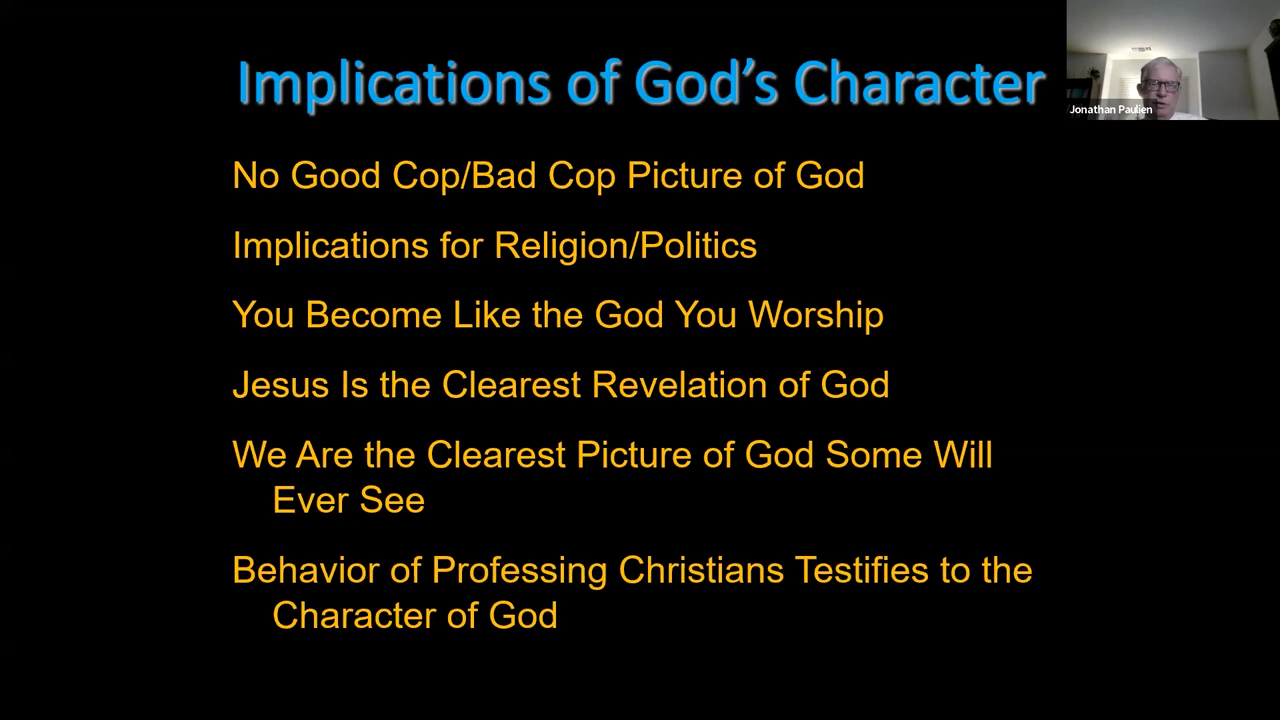 Implications of God's Character
Jonathan Paulien
No Good Cop/Bad Cop Picture of God
Implications for Religion/Politics
You Become Like the God You Worship
Jesus Is the Clearest Revelation of God
We Are the Clearest Picture of God Some Will
Ever See
Behavior of Professing Christians Testifies to the
Character of God